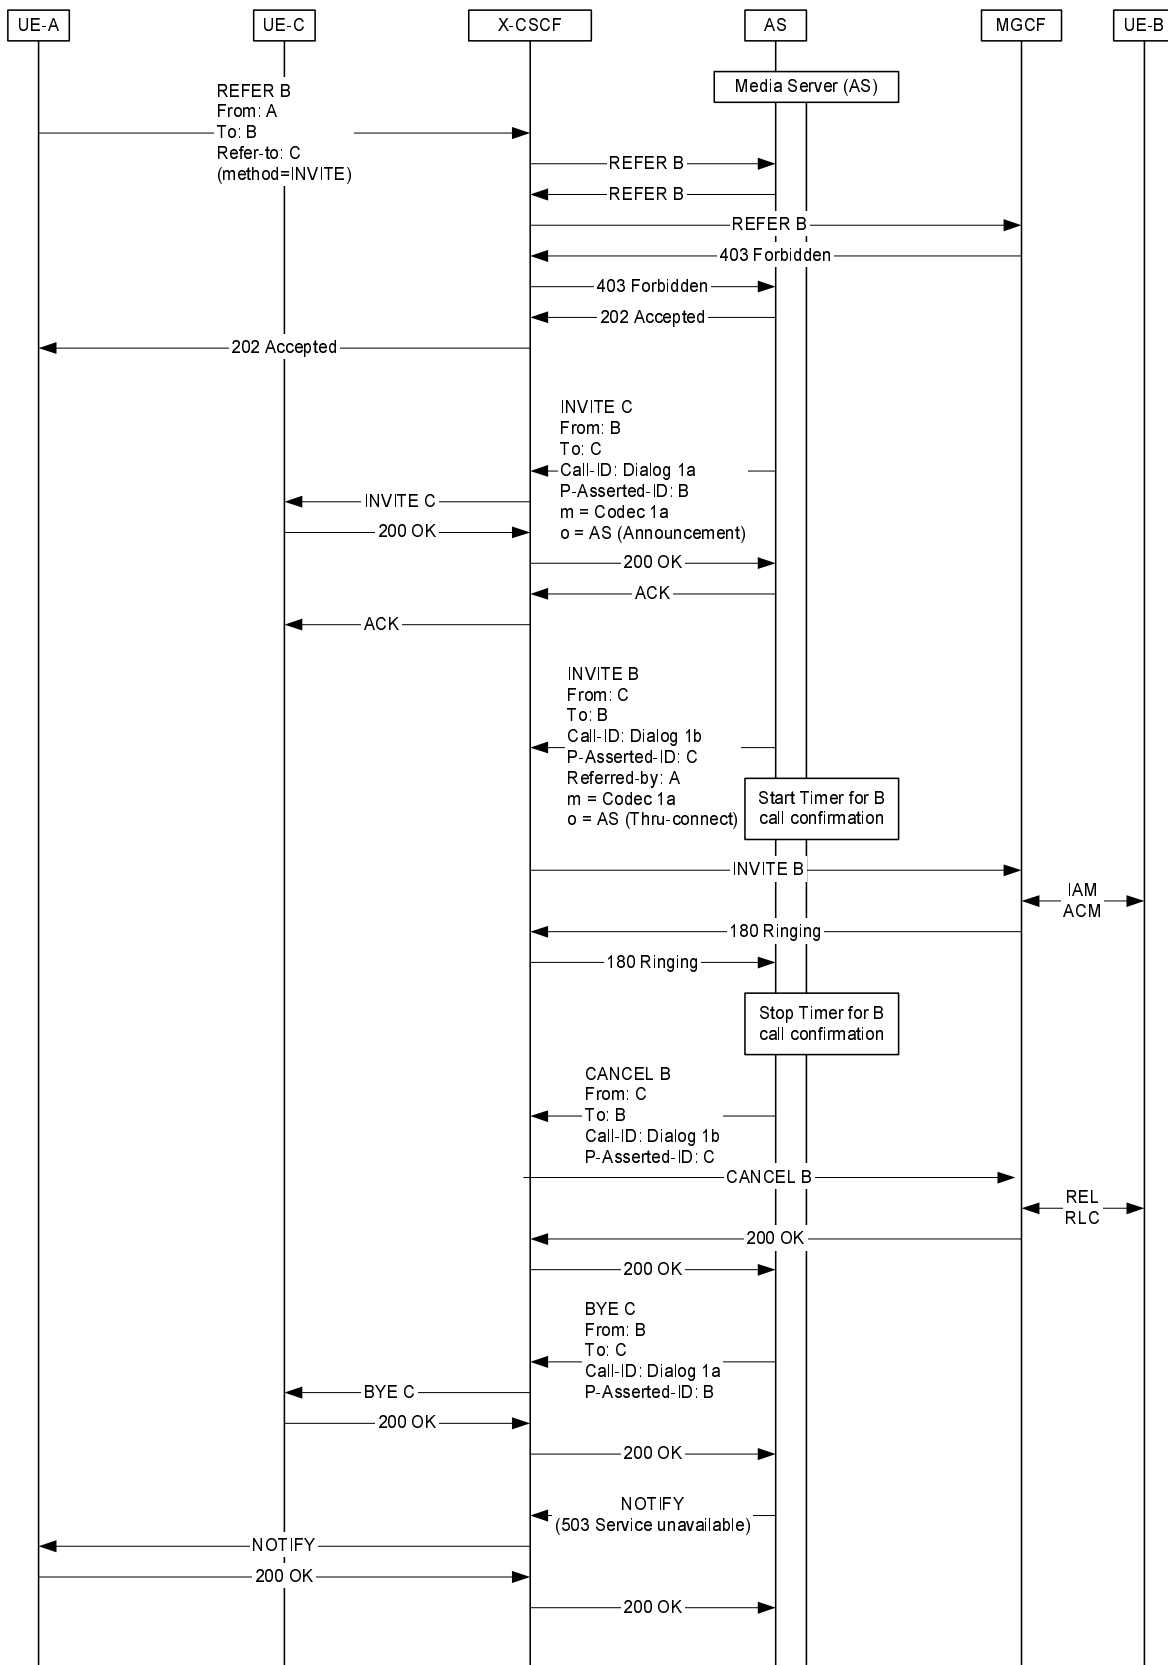 UE-A
UE-C
X-CSCF
AS
MGCF
UE-B
Media Server (AS)
REFER B
From: A
To: B
Refer-to: C
(method=INVITE)
REFER B
REFER B
REFER B
403 Forbidden
403 Forbidden
202 Accepted
202 Accepted
INVITE C
From: B
To: C
Call-ID: Dialog 1a
P-Asserted-ID: B
m = Codec 1a
o = AS (Announcement)
INVITE C
200 OK
200 OK
ACK
ACK
INVITE B
From: C
To: B
Call-ID: Dialog 1b
P-Asserted-ID: C
Referred-by: A
m = Codec 1a
o = AS (Thru-connect)
Start Timer for B
call confirmation
INVITE B
IAM
ACM
180 Ringing
180 Ringing
Stop Timer for B
call confirmation
CANCEL B
From: C
To: B
Call-ID: Dialog 1b
P-Asserted-ID: C
CANCEL B
REL
RLC
200 OK
200 OK
BYE C
From: B
To: C
Call-ID: Dialog 1a
P-Asserted-ID: B
BYE C
200 OK
200 OK
NOTIFY
(503 Service unavailable)
NOTIFY
200 OK
200 OK